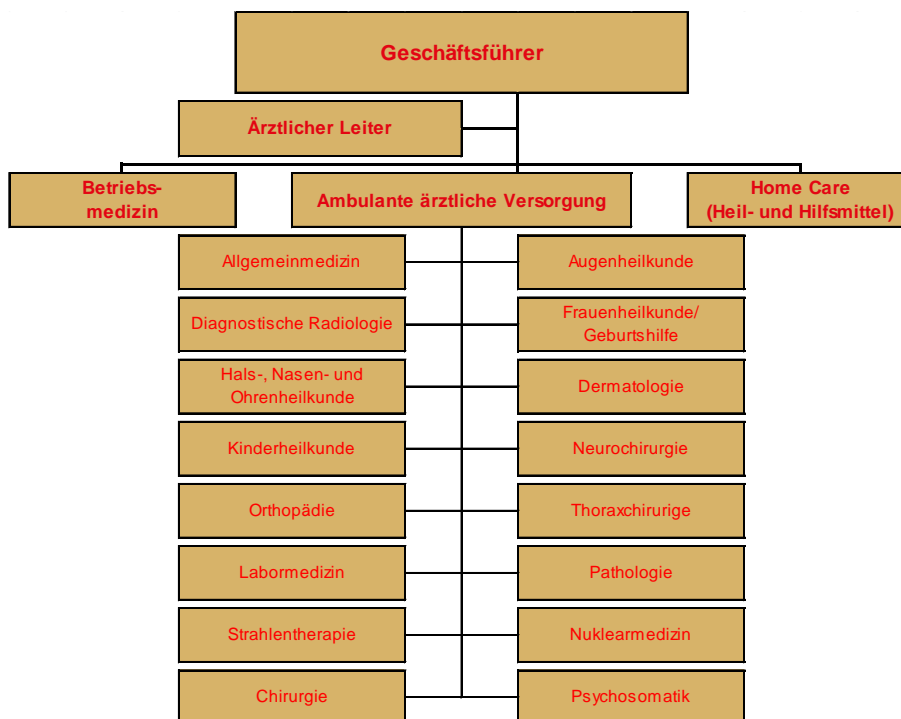 Geschäftsführer
Ärztlicher Leiter
Betriebs-
medizin
Ambulante ärztliche Versorgung
Home Care
(Heil- und Hilfsmittel)
Allgemeinmedizin
Augenheilkunde
Diagnostische Radiologie
Frauenheilkunde/
Geburtshilfe
Hals-, Nasen- und
Ohrenheilkunde
Dermatologie
Kinderheilkunde
Neurochirurgie
Orthopädie
Thoraxchirurige
Labormedizin
Pathologie
Strahlentherapie
Nuklearmedizin
Chirurgie
Psychosomatik